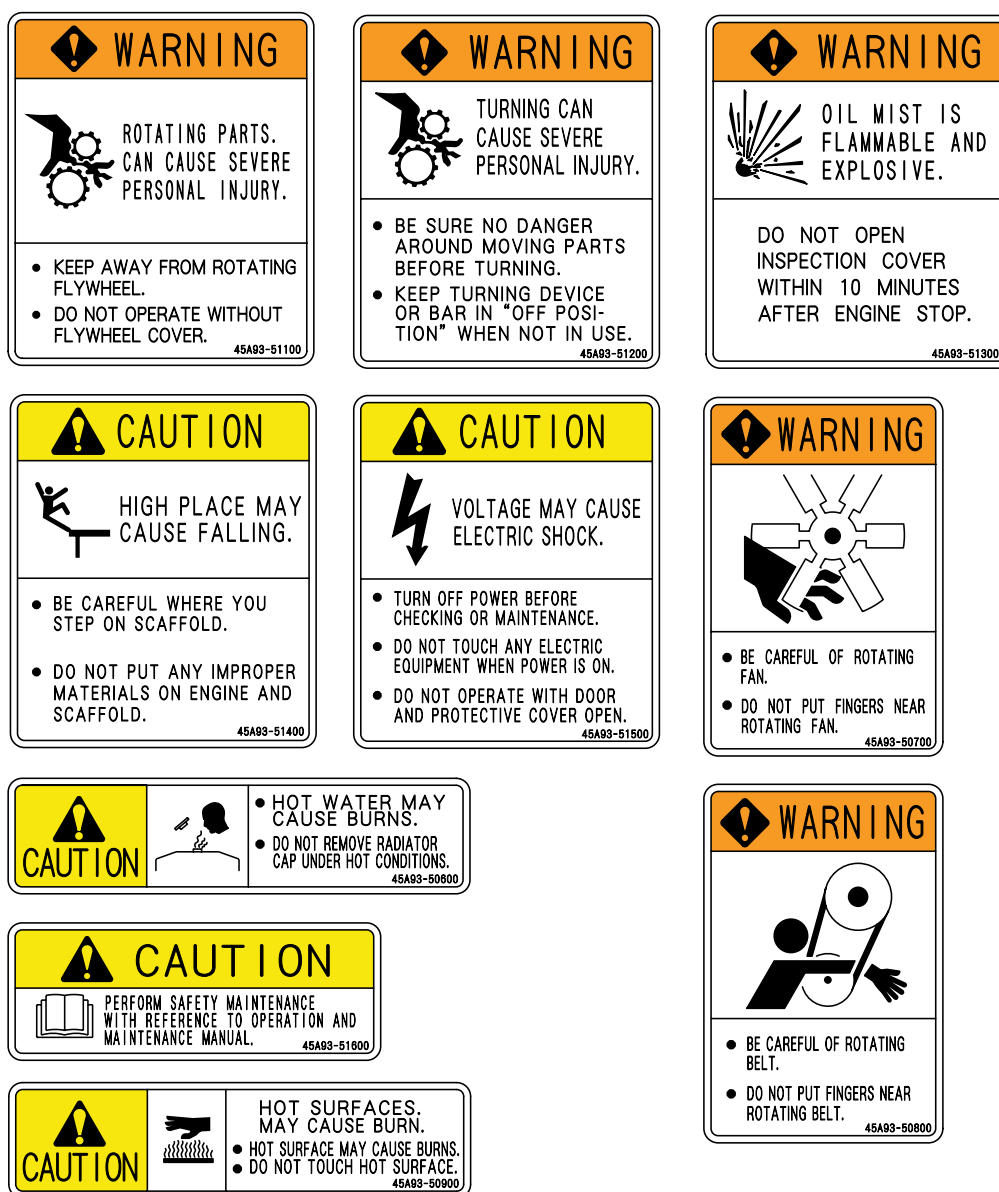 WARNING
ROTATING PARTS.
CAN CAUSE SEVERE
PERSONAL INJURY.
● KEEP AWAY FROM ROTATING
FLYWHEEL.
● DO NOT OPERATE WITHOUT
FLYWHEEL COVER.
45A93-51100
WARNING
TURNING CAN
CAUSE SEVERE
PERSONAL INJURY.
● BE SURE NO DANGER
AROUND MOVING PARTS
BEFORE TURNING.
● KEEP TURNING DEVICE
OR BAR IN “OFF POSI-
TION” WHEN NOT IN USE.
45A93-51200
WARNING
OIL MIST IS
FLAMMABLE AND
EXPLOSIVE.
DO NOT OPEN
INSPECTION COVER
WITHIN 10 MINUTES
AFTER ENGINE STOP.
45A93-51300
CAUTION
HIGH PLACE MAY
CAUSE FALLING.
● BE CAREFUL WHERE YOU
STEP ON SCAFFOLD.
● DO NOT PUT ANY IMPROPER
MATERIALS ON ENGINE AND
SCAFFOLD.
45A93-51400
CAUTION
VOLTAGE MAY CAUSE
ELECTRIC SHOCK.
● TURN OFF POWER BEFORE
CHECKING OR MAINTENANCE.
● DO NOT TOUCH ANY ELECTRIC
EQUIPMENT WHEN POWER IS ON.
● DO NOT OPERATE WITH DOOR
AND PROTECTIVE COVER OPEN.
45A93-51500
WARNING
● BE CAREFUL OF ROTATING
FAN.
● DO NOT PUT FINGERS NEAR
ROTATING FAN.
45A93-50700
CAUTION
● HOT WATER MAY
CAUSE BURNS.
● DO NOT REMOVE RADIATOR
CAP UNDER HOT CONDITIONS.
45A93-50600
WARNING
● BE CAREFUL OF ROTATING
BELT.
● DO NOT PUT FINGERS NEAR
ROTATING BELT.
45A93-50800
CAUTION
PERFORM SAFETY MAINTENANCE
WITH REFERENCE TO OPERATION AND
MAINTENANCE MANUAL.
45A93-51600
CAUTION
HOT SURFACES.
MAY CAUSE BURN.
● HOT SURFACE MAY CAUSE BURNS.
● DO NOT TOUCH HOT SURFACE.
45A93-50900